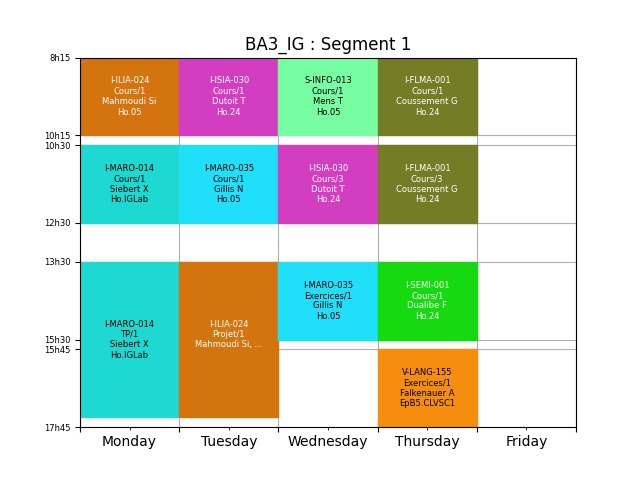 BA3_IG : Segment 1
8h15
I-ILIA-024
Cours/1
Mahmoudi Si
Ho.05
I-ISIA-030
Cours/1
Dutoit T
Ho.24
S-INFO-013
Cours/1
Mens T
Ho.05
I-FLMA-001
Cours/1
Coussement G
Ho.24
10h15
10h30
I-MARO-014
Cours/1
Siebert X
Ho.IGLab
I-MARO-035
Cours/1
Gillis N
Ho.05
I-ISIA-030
Cours/3
Dutoit T
Ho.24
I-FLMA-001
Cours/3
Coussement G
Ho.24
12h30
13h30
I-MARO-014
TP/1
Siebert X
Ho.IGLab
I-ILIA-024
Projet/1
Mahmoudi Si, ...
I-MARO-035
Exercices/1
Gillis N
Ho.05
I-SEMI-001
Cours/1
Dualibe F
Ho.24
15h30
15h45
V-LANG-155
Exercices/1
Falkenauer A
EpB5.CLVSC1
17h45
Monday
Tuesday
Wednesday
Thursday
Friday